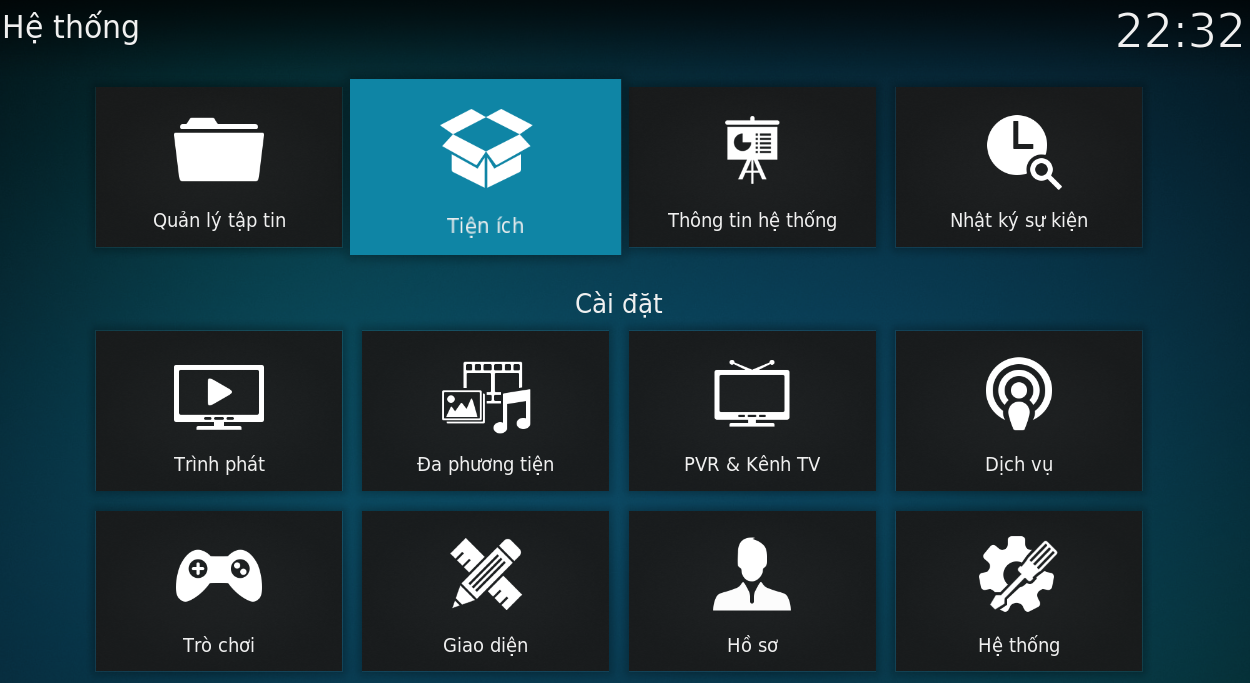 Hệ thống
22:32
Quản lý tập tin
Tiện ích
Thông tin hệ thống
Nhật ký sự kiện
Cài đặt
Trình phát
Đa phương tiện
PVR & Kênh TV
Dịch vụ
Trò chơi
Giao diện
Hồ sơ
Hệ thống